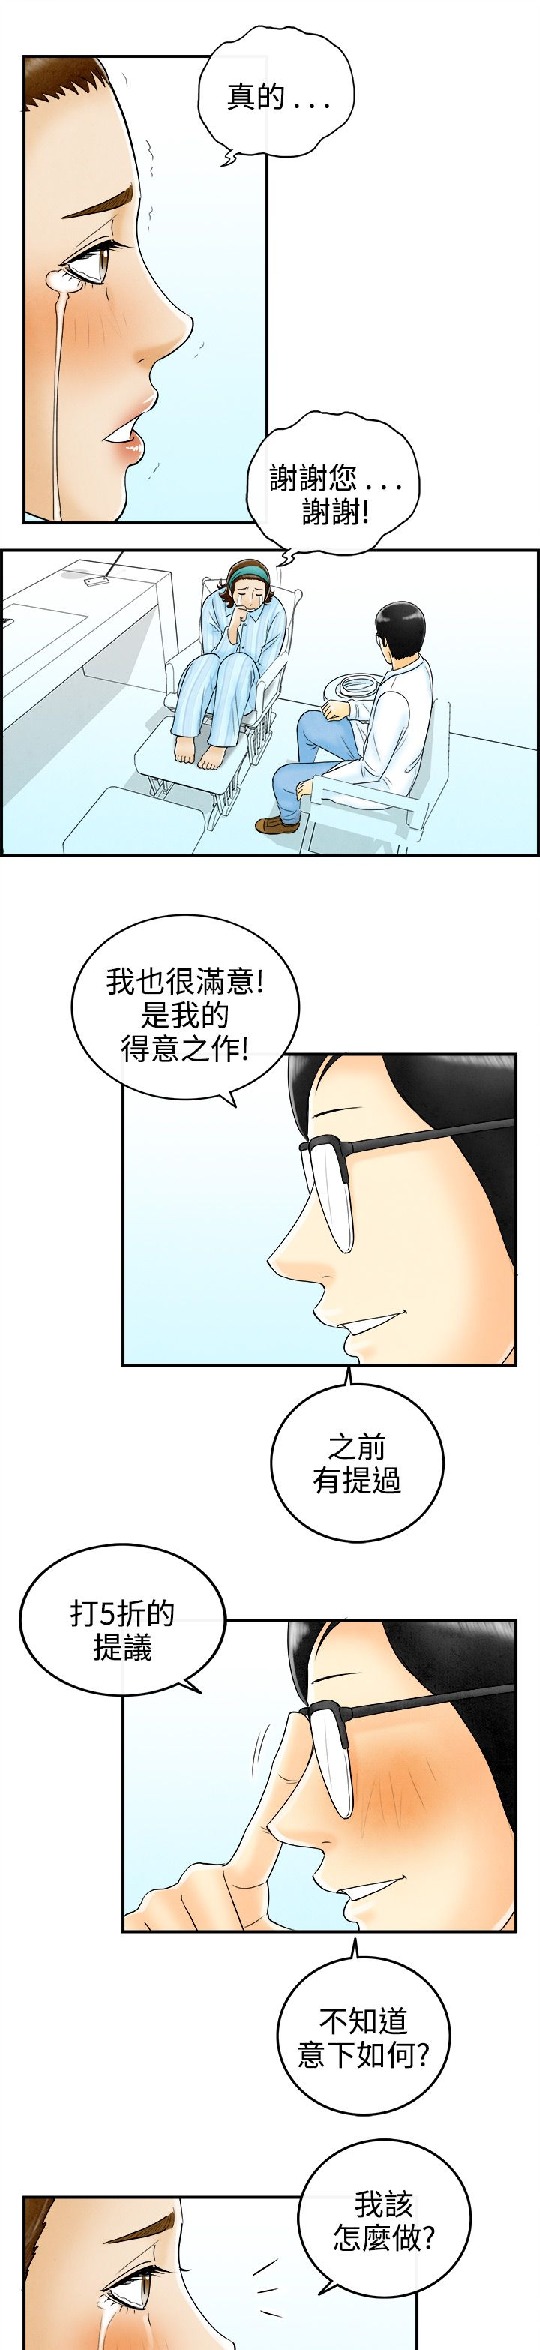 真的...
謝謝您...
謝謝!
我也很滿意!
是我的
得意之作!
之前
有提過
打5折的
提議
不知道
意下如何?
我該
怎麼做?